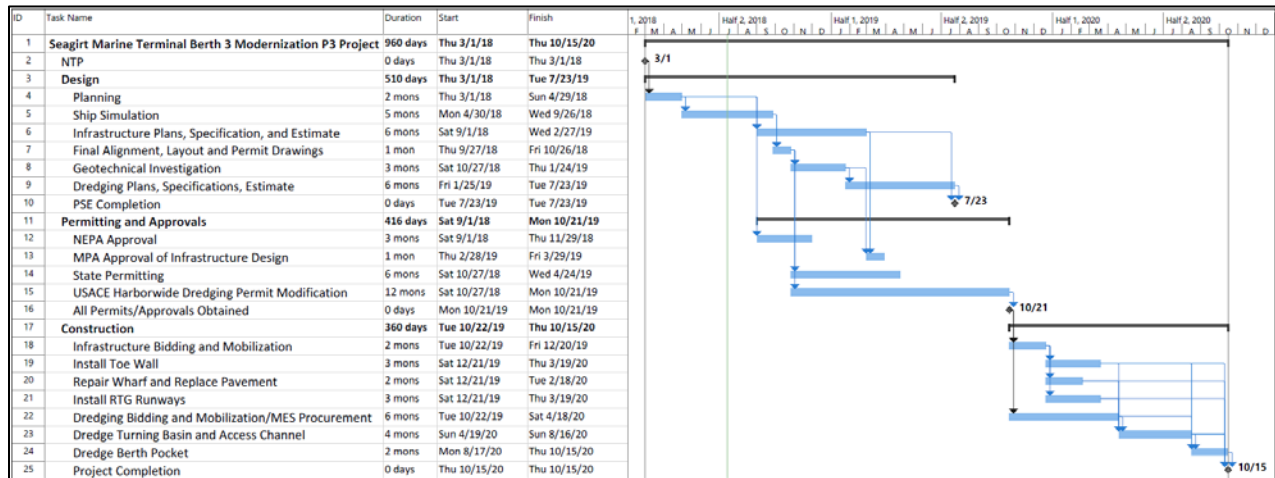 ID Task Name Duration Start Finish 1, 2018 Half 2, 2018 Half 1, 2019 Half 2, 2019 Half 1, 2020 Half 2, 2020
F M A M J J A S O N D J F M A M J J A S O N D J F M A M J J A S O N D
1 Seagirt Marine Terminal Berth 3 Modernization P3 Project 960 days Thu 3/1/18 Thu 10/15/20
2 NTP 0 days Thu 3/1/18 Thu 3/1/18 3/1
3 Design 510 days Thu 3/1/18 Tue 7/23/19
4 Planning 2 mons Thu 3/1/18 Sun 4/29/18
5 Ship Simulation 5 mons Mon 4/30/18 Wed 9/26/18
6 Infrastructure Plans, Specification, and Estimate 6 mons Sat 9/1/18 Wed 2/27/19
7 Final Alignment, Layout and Permit Drawings 1 mon Thu 9/27/18 Fri 10/26/18
8 Geotechnical Investigation 3 mons Sat 10/27/18 Thu 1/24/19
9 Dredging Plans, Specifications, Estimate 6 mons Fri 1/25/19 Tue 7/23/19
10 PSE Completion 0 days Tue 7/23/19 Tue 7/23/19 7/23
11 Permitting and Approvals 416 days Sat 9/1/18 Mon 10/21/19
12 NEPA Approval 3 mons Sat 9/1/18 Thu 11/29/18
13 MPA Approval of Infrastructure Design 1 mon Thu 2/28/19 Fri 3/29/19
14 State Permitting 6 mons Sat 10/27/18 Wed 4/24/19
15 USACE Harborwide Dredging Permit Modification 12 mons Sat 10/27/18 Mon 10/21/19
16 All Permits/Approvals Obtained 0 days Mon 10/21/19 Mon 10/21/19 10/21
17 Construction 360 days Tue 10/22/19 Thu 10/15/20
18 Infrastructure Bidding and Mobilization 2 mons Tue 10/22/19 Fri 12/20/19
19 Install Toe Wall 3 mons Sat 12/21/19 Thu 3/19/20
20 Repair Wharf and Replace Pavement 2 mons Sat 12/21/19 Tue 2/18/20
21 Install RTG Runways 3 mons Sat 12/21/19 Thu 3/19/20
22 Dredging Bidding and Mobilization/MES Procurement 6 mons Tue 10/22/19 Sat 4/18/20
23 Dredge Turning Basin and Access Channel 4 mons Sun 4/19/20 Sun 8/16/20
24 Dredge Berth Pocket 2 mons Mon 8/17/20 Thu 10/15/20
25 Project Completion 0 days Thu 10/15/20 Thu 10/15/20 10/15